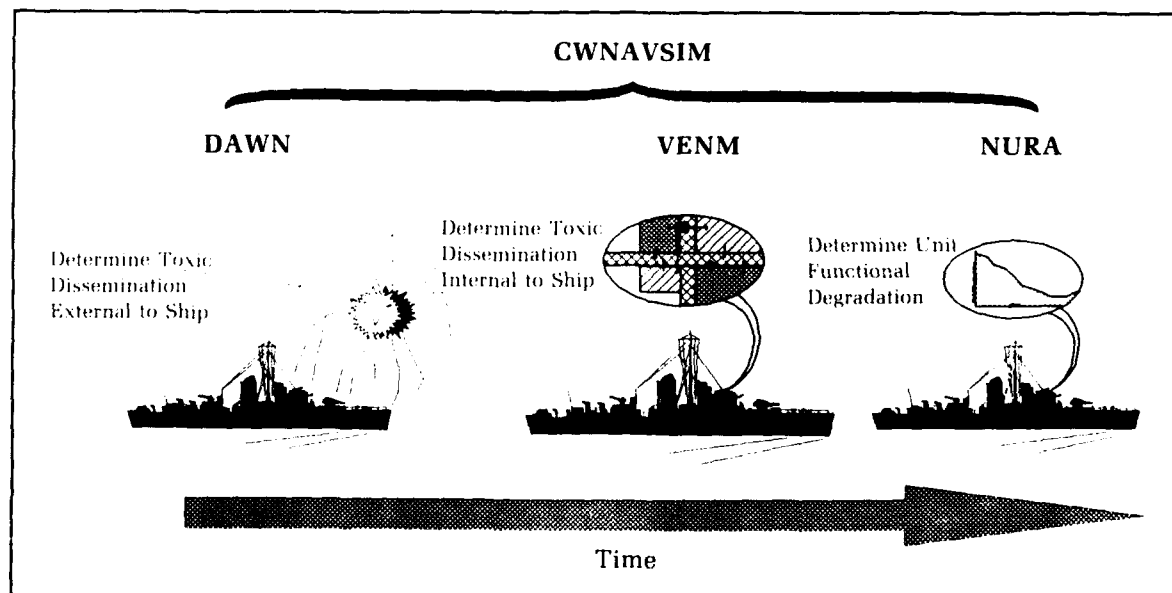 CWNAVSIM
DAWN
VENM
NURA
Determine Toxic
Dissemination
External to Ship
Determine Toxic
Dissemination
Internal to Ship
Determine Unit
Functional
Degradation
Time